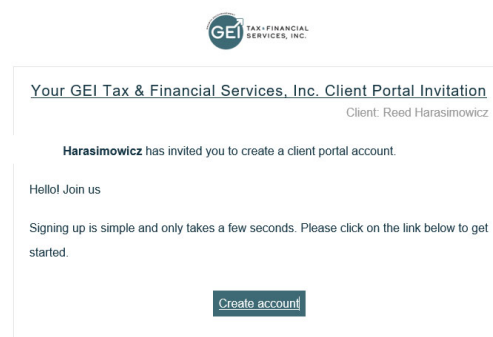 GEI TAX+FINANCIAL
SERVICES, INC.
Your GEI Tax & Financial Services, Inc. Client Portal Invitation
Client: Reed Harasimowicz
Harasimowicz has invited you to create a client portal account.
Hello! Join us
Signing up is simple and only takes a few seconds. Please click on the link below to get
started.
Create account